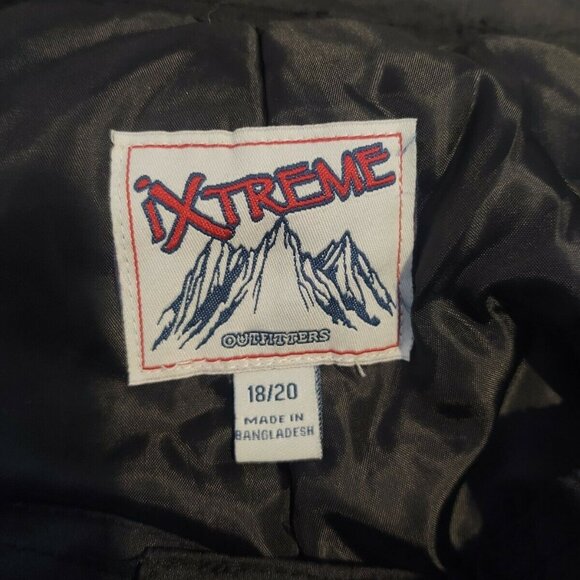 iXTREME
OUTFITTERS
18/20
MADE IN
BANGLADESH